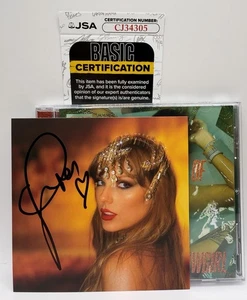 JSA
CERTIFICATION NUMBER:
CJ34305
BASIC
CERTIFICATION
This item has been fully examined
by JSA, and it is the considered
opinion of our expert authenticators
that the signature(s) is/are genuine.